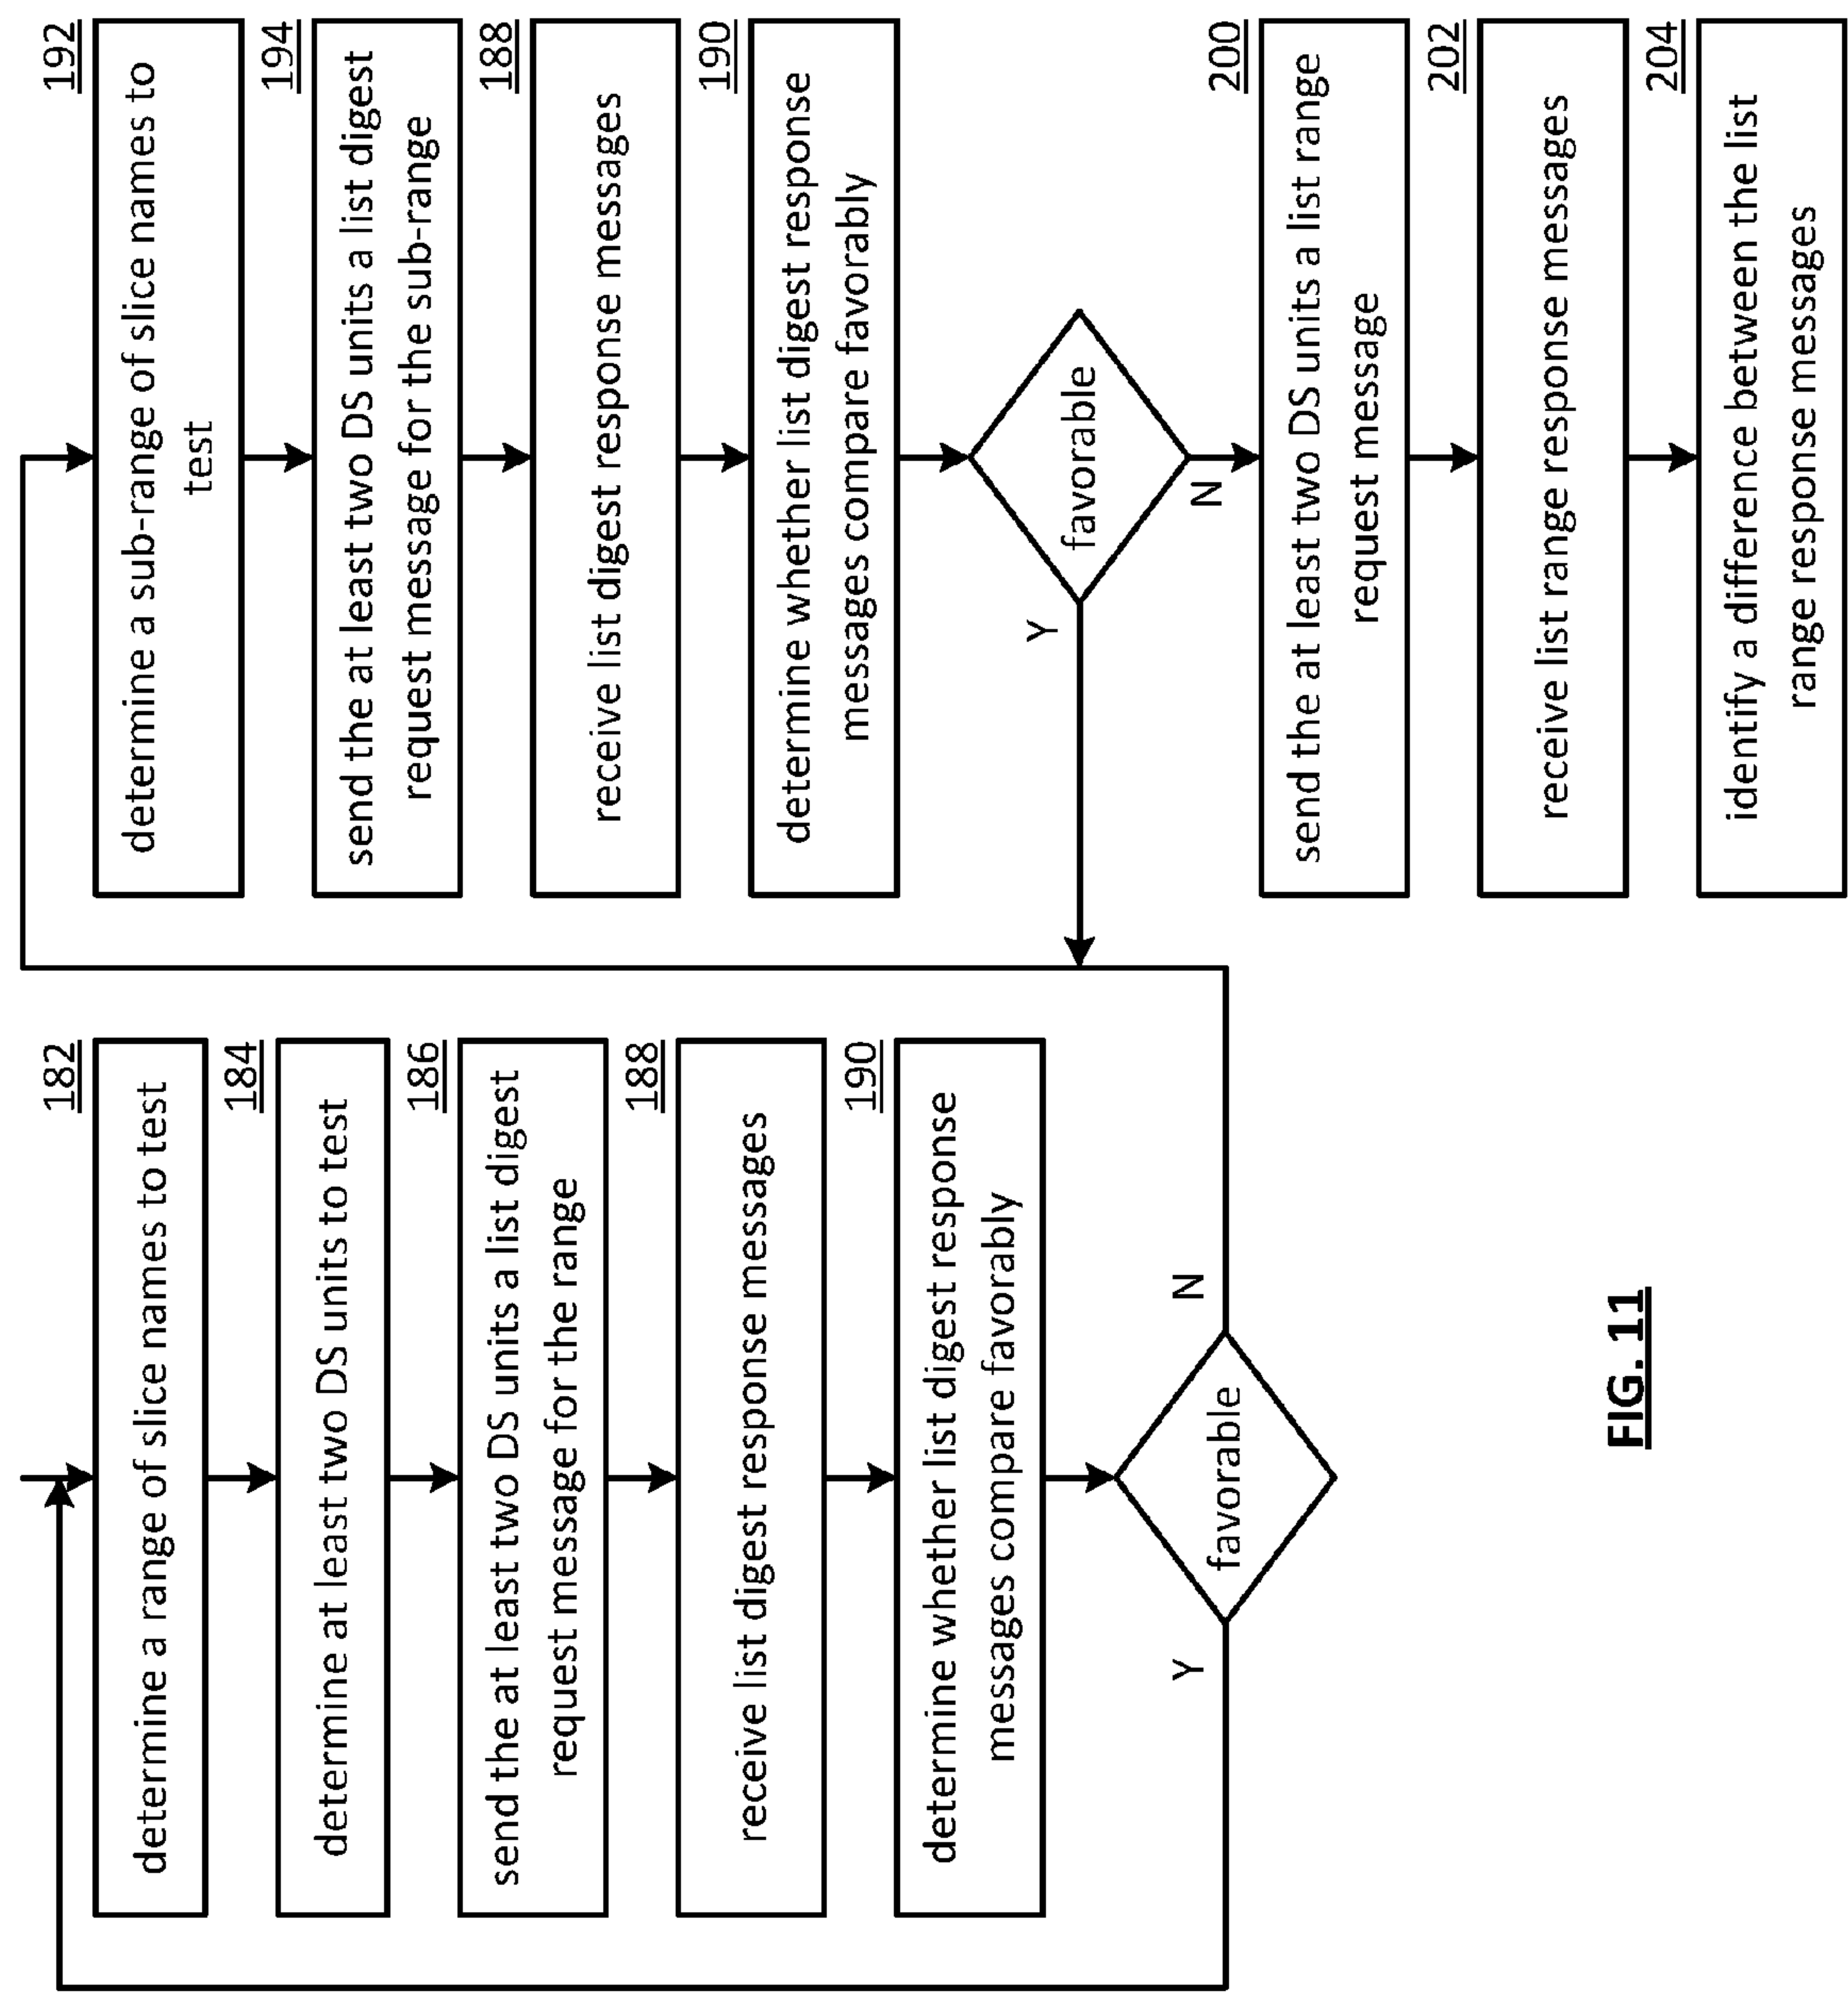 182
determine a range of slice names to test
184
determine at least two DS units to test
186
send the at least two DS units a list digest
request message for the range
188
receive list digest response messages
190
determine whether list digest response
messages compare favorably
favorable
Y
N
192
determine a sub-range of slice names to
test
194
send the at least two DS units a list digest
request message for the sub-range
188
receive list digest response messages
190
determine whether list digest response
messages compare favorably
favorable
Y
N
200
send the at least two DS units a list range
request message
202
receive list range response messages
204
identify a difference between the list
range response messages
FIG. 11